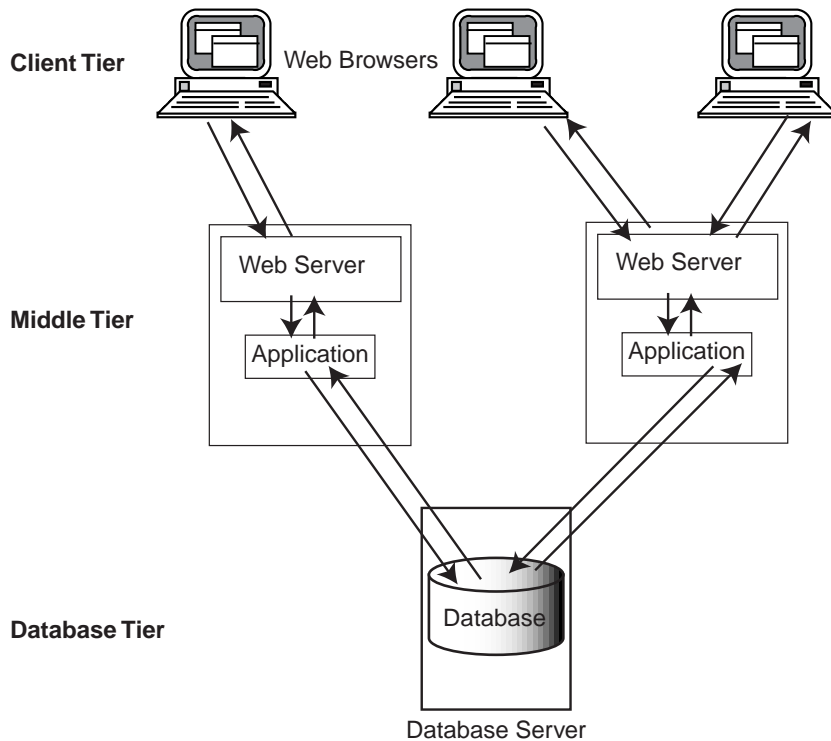 Client Tier
Web Browsers
Web Server
Web Server
Middle Tier
Application
Application
Database
Database Tier
Database Server